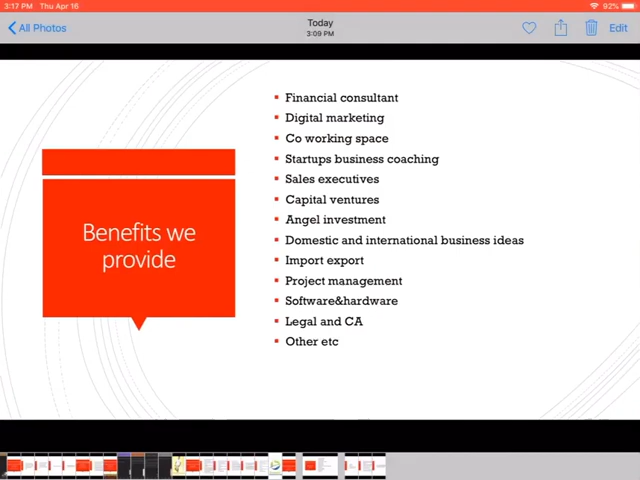 3:17 PM Thu Apr 16
92%
All Photos
Today
3:09 PM
Edit
Benefits we
provide
Financial consultant
Digital marketing
Co working space
Startups business coaching
Sales executives
Capital ventures
Angel investment
Domestic and international business ideas
Import export
Project management
Software&hardware
Legal and CA
Other etc